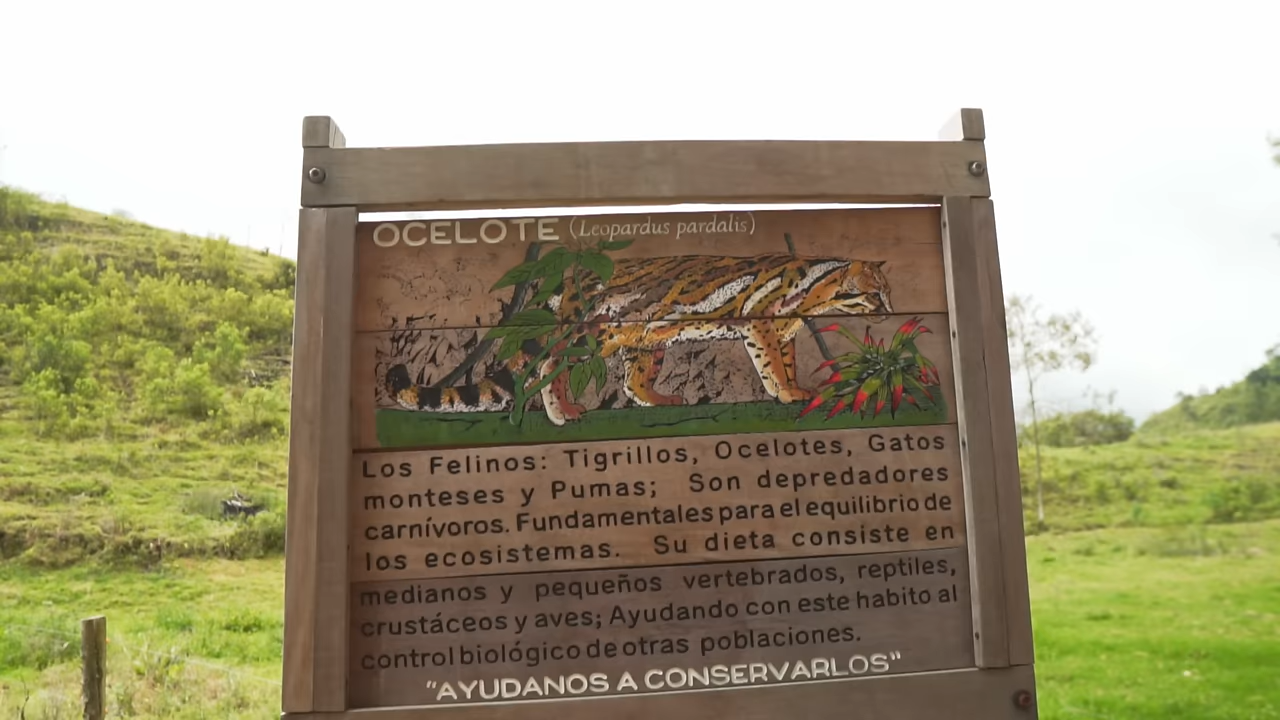 OCELOTE (Leopardus pardalis)
Los Felinos: Tigrillos, Ocelotes, Gatos
monteses y Pumas; Son depredadores
carnívoros. Fundamentales para el equilibrio de
los ecosistemas. Su dieta consiste en
medianos y pequeños vertebrados, reptiles,
crustáceos y aves; Ayudando con este habito al
control biológico de otras poblaciones.
"AYUDANOS A CONSERVARLOS"